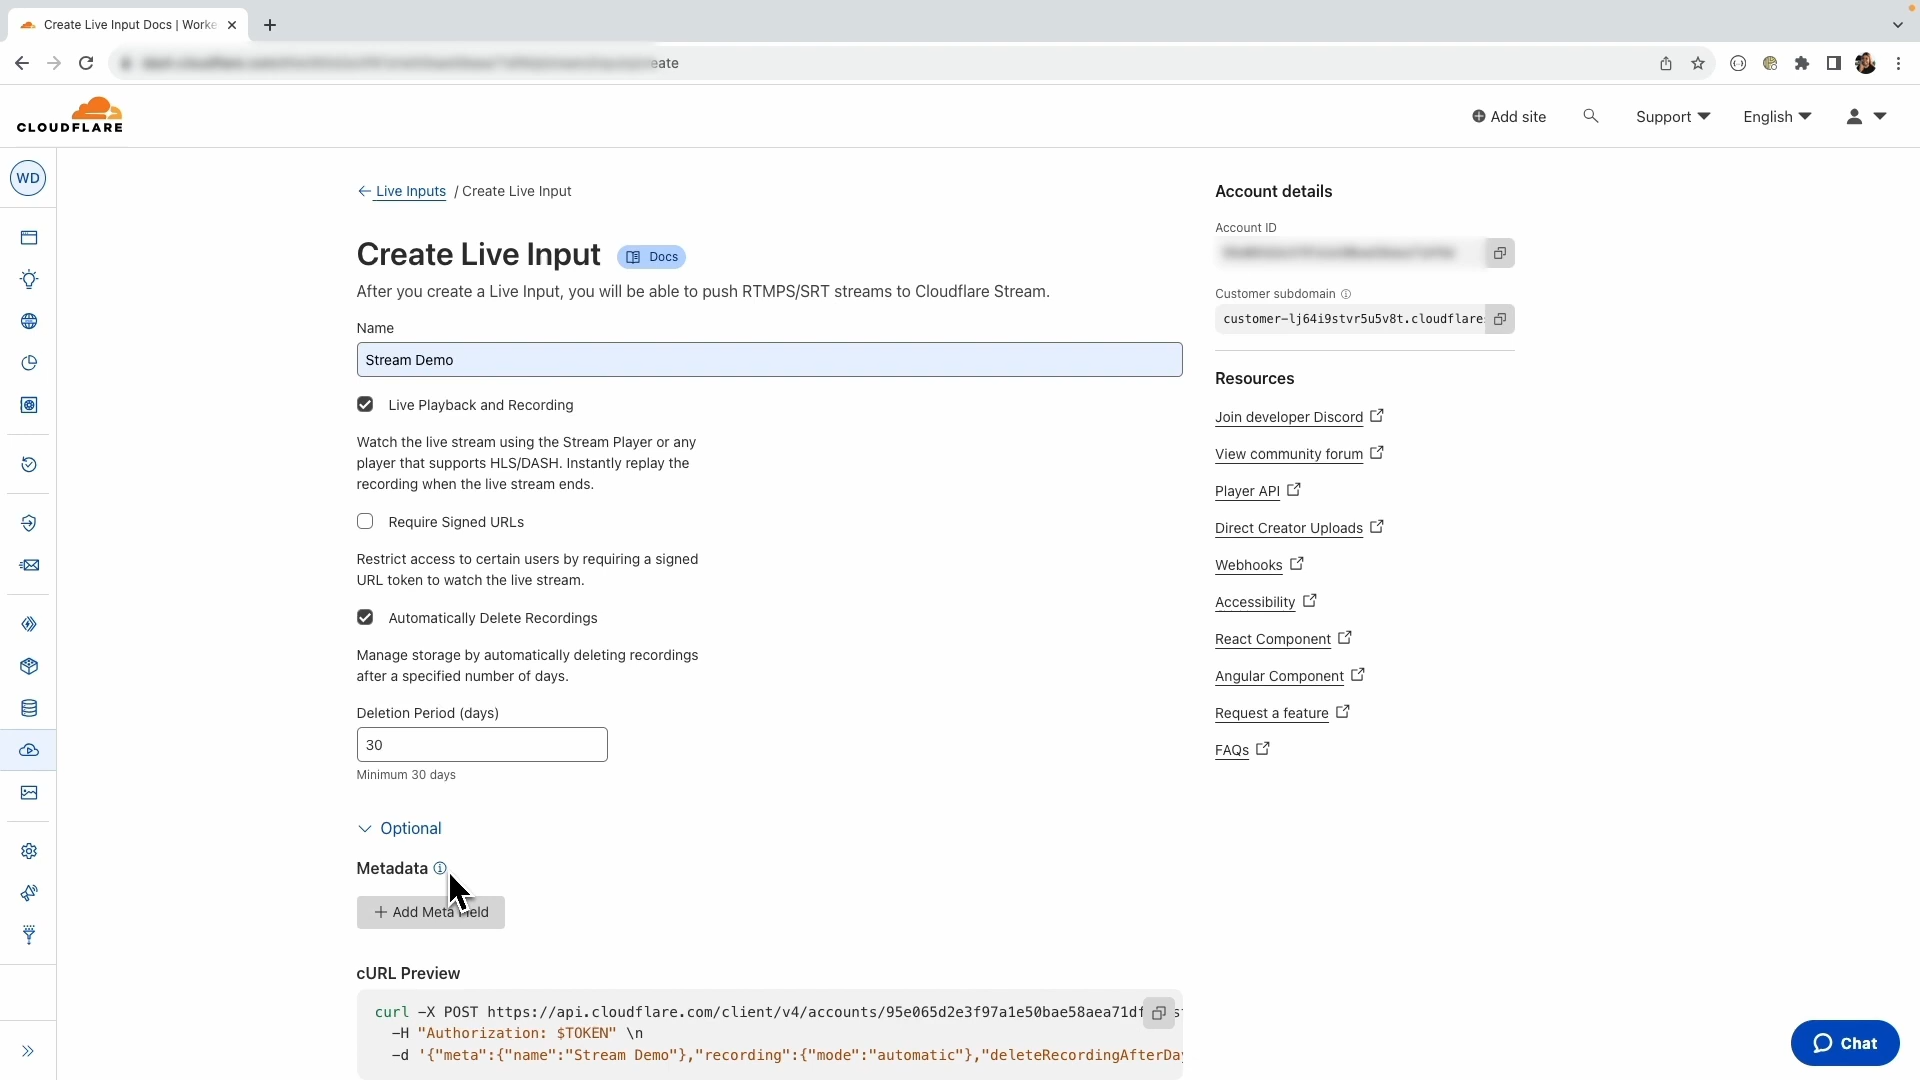 Create Live Input Docs | Worke
eate
CLOUDFLARE
Add site
Support
English
WD
Live Inputs / Create Live Input
Create Live Input
Docs
After you create a Live Input, you will be able to push RTMPS/SRT streams to Cloudflare Stream.
Name
Stream Demo
Live Playback and Recording
Watch the live stream using the Stream Player or any
player that supports HLS/DASH. Instantly replay the
recording when the live stream ends.
Require Signed URLs
Restrict access to certain users by requiring a signed
URL token to watch the live stream.
Automatically Delete Recordings
Manage storage by automatically deleting recordings
after a specified number of days.
Deletion Period (days)
30
Minimum 30 days
Optional
Metadata
+ Add Meta Field
cURL Preview
curl -X POST https://api.cloudflare.com/client/v4/accounts/95e065d2e3f97a1e50bae58aea71df
-H "Authorization: $TOKEN" \n
-d '{"meta":{"name":"Stream Demo"},"recording":{"mode":"automatic"},"deleteRecordingAfterDay
Account details
Account ID
Customer subdomain
customer-lj64i9stvr5u5v8t.cloudflare
Resources
Join developer Discord
View community forum
Player API
Direct Creator Uploads
Webhooks
Accessibility
React Component
Angular Component
Request a feature
FAQs
Chat